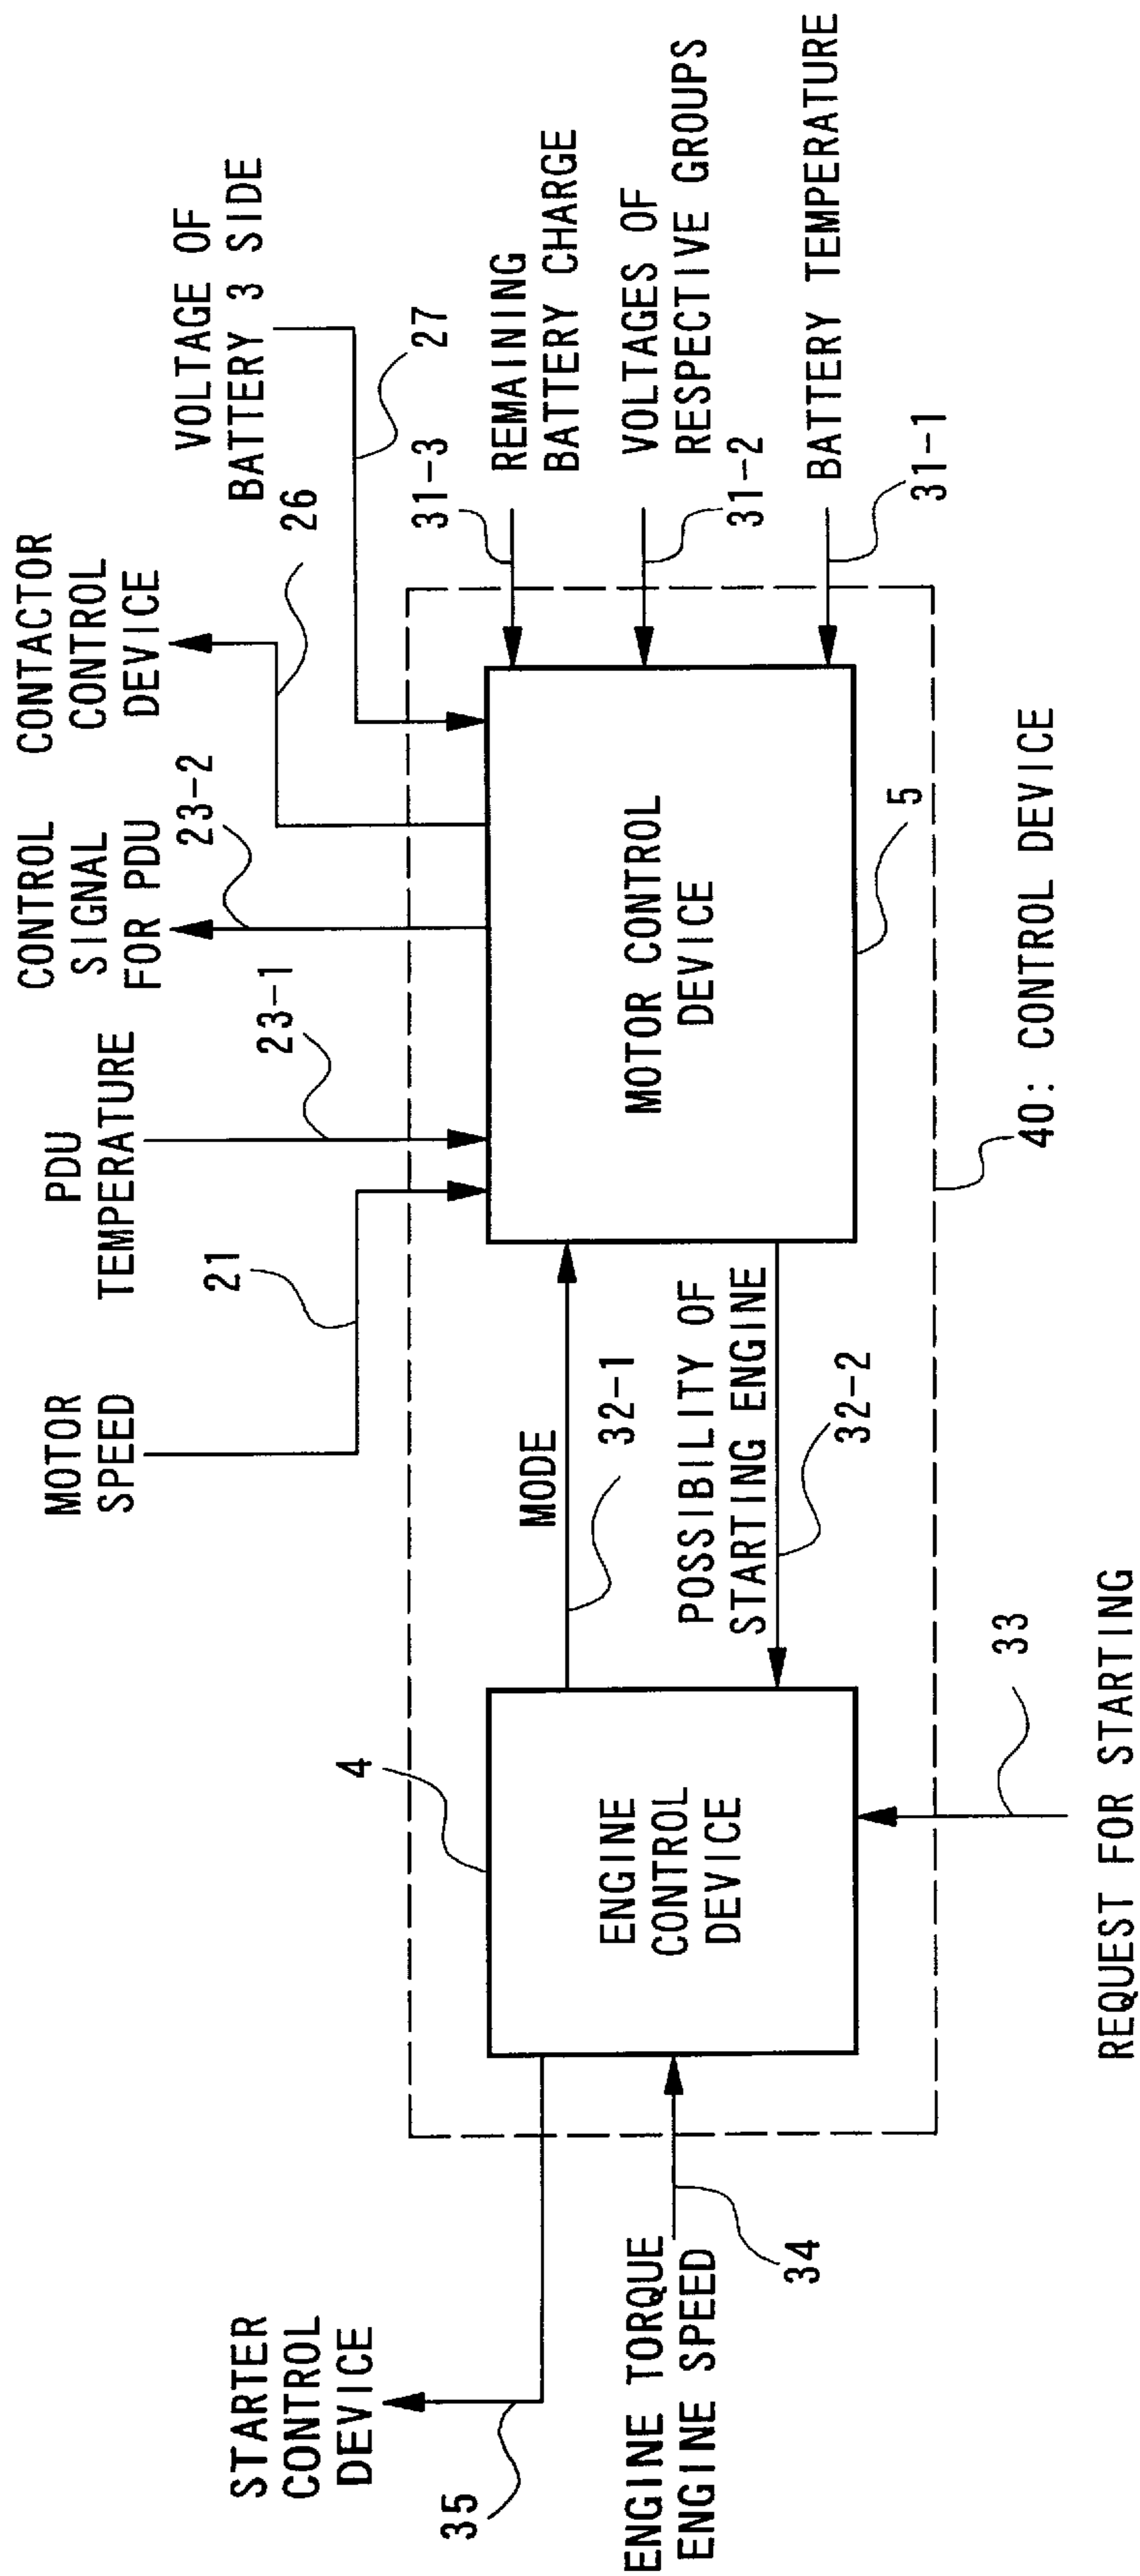 STARTER
CONTROL
DEVICE
35
ENGINE TORQUE
ENGINE SPEED
34
4
ENGINE
CONTROL
DEVICE
33
REQUEST FOR STARTING
MODE
32-1
POSSIBILITY OF
STARTING ENGINE
32-2
MOTOR
SPEED
21
PDU
TEMPERATURE
23-1
CONTROL
SIGNAL
FOR PDU
23-2
CONTACTOR
CONTROL
DEVICE
26
VOLTAGE OF
BATTERY 3 SIDE
27
MOTOR CONTROL
DEVICE
5
40: CONTROL DEVICE
31-3
REMAINING
BATTERY CHARGE
VOLTAGES OF
RESPECTIVE GROUPS
31-2
BATTERY TEMPERATURE
31-1